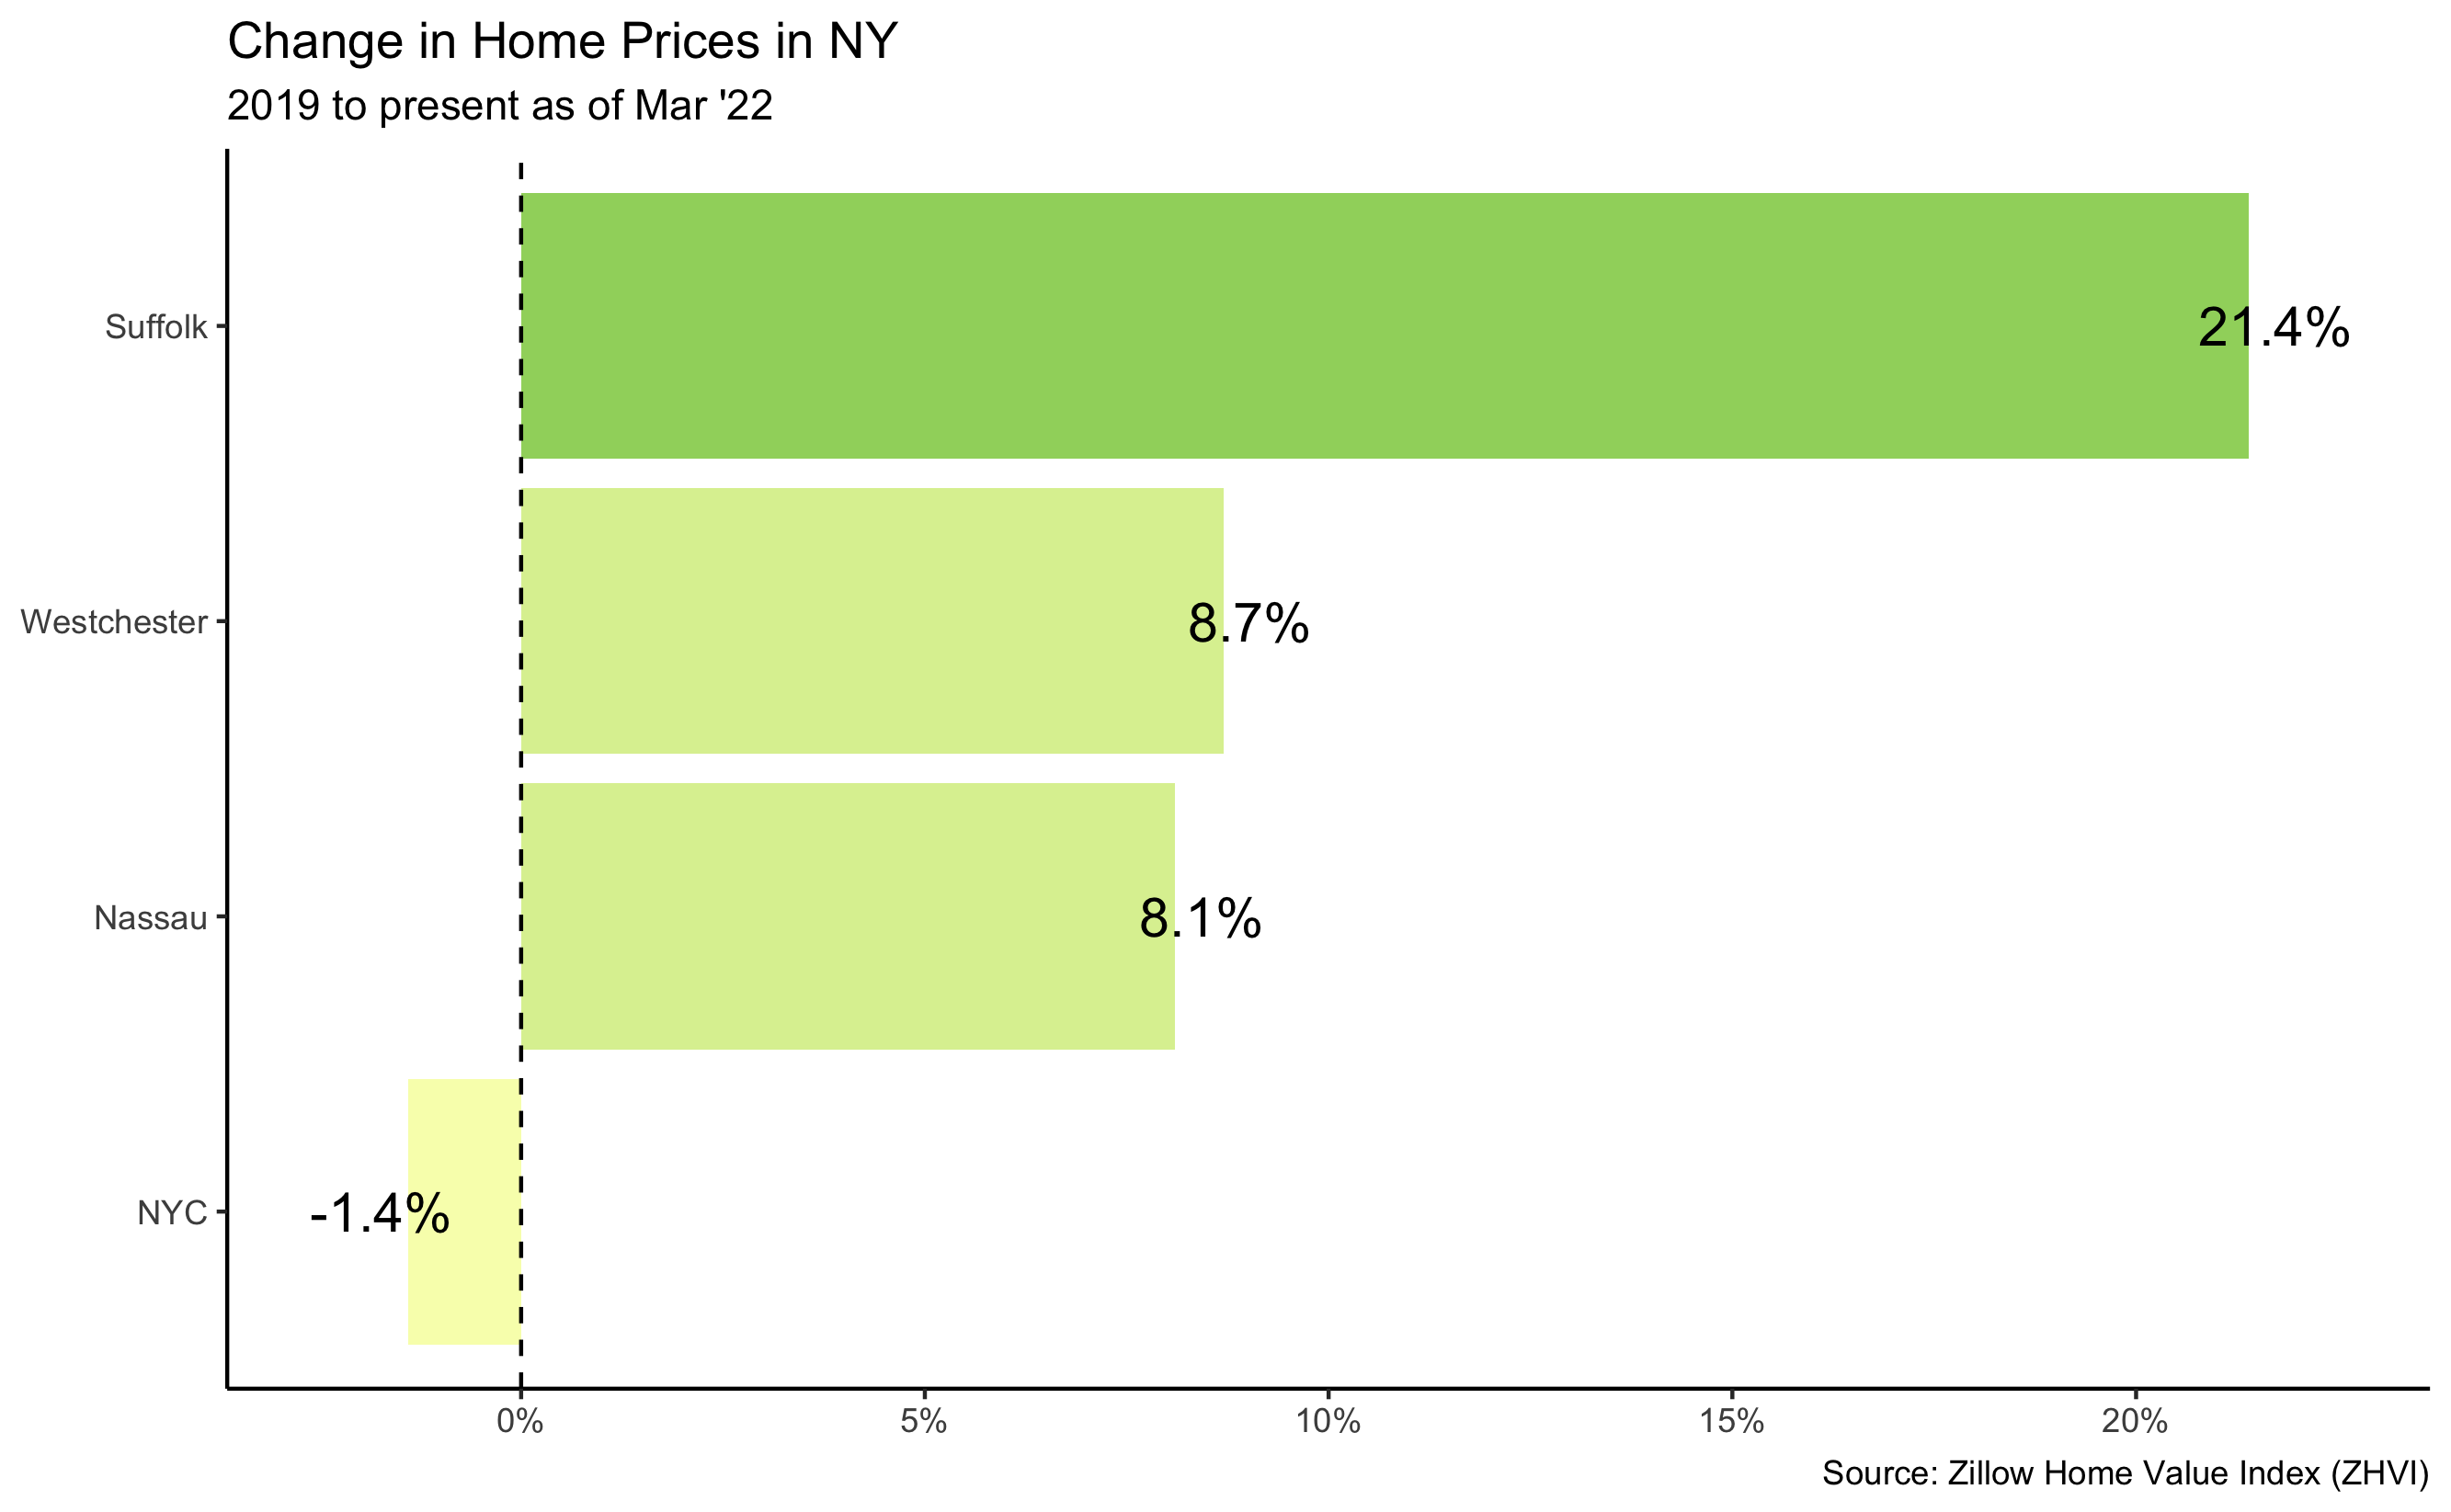 Change in Home Prices in NY
2019 to present as of Mar '22
Suffolk
21.4%
Westchester
8.7%
Nassau
8.1%
NYC
-1.4%
0% 5% 10% 15% 20%
Source: Zillow Home Value Index (ZHVI)